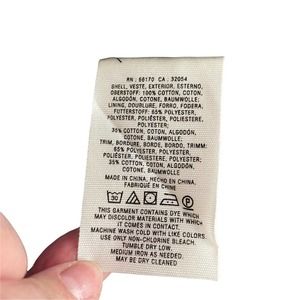 RN : 66170 CA : 32054
SHELL, VESTE, EXTERIOR, ESTERNO,
OBERSTOFF: 100% COTTON, COTON,
ALGODÓN, COTONE, BAUMWOLLE;
LINING, DOUBLURE, FORRO, FODERA,
FUTTERSTOFF: 65% POLYESTER,
POLYESTER, POLIÉSTER, POLIESTERE,
POLYESTER;
35% COTTON, COTON, ALGODÓN,
COTONE, BAUMWOLLE;
TRIM, BORDURE, BORDE, BORDO, TRIMM:
65% POLYESTER, POLYESTER,
POLIÉSTER, POLIESTERE, POLYESTER;
35% COTTON, COTON, ALGODÓN,
COTONE, BAUMWOLLE
MADE IN CHINA, HECHO EN CHINA,
FABRIQUÉ EN CHINE
30 P
THIS GARMENT CONTAINS DYE WHICH
MAY DISCOLOR MATERIALS WITH WHICH
IT COMES IN CONTACT.
MACHINE WASH COLD WITH LIKE COLORS.
USE ONLY NON-CHLORINE BLEACH.
TUMBLE DRY LOW.
MEDIUM IRON AS NEEDED.
MAY BE DRY CLEANED